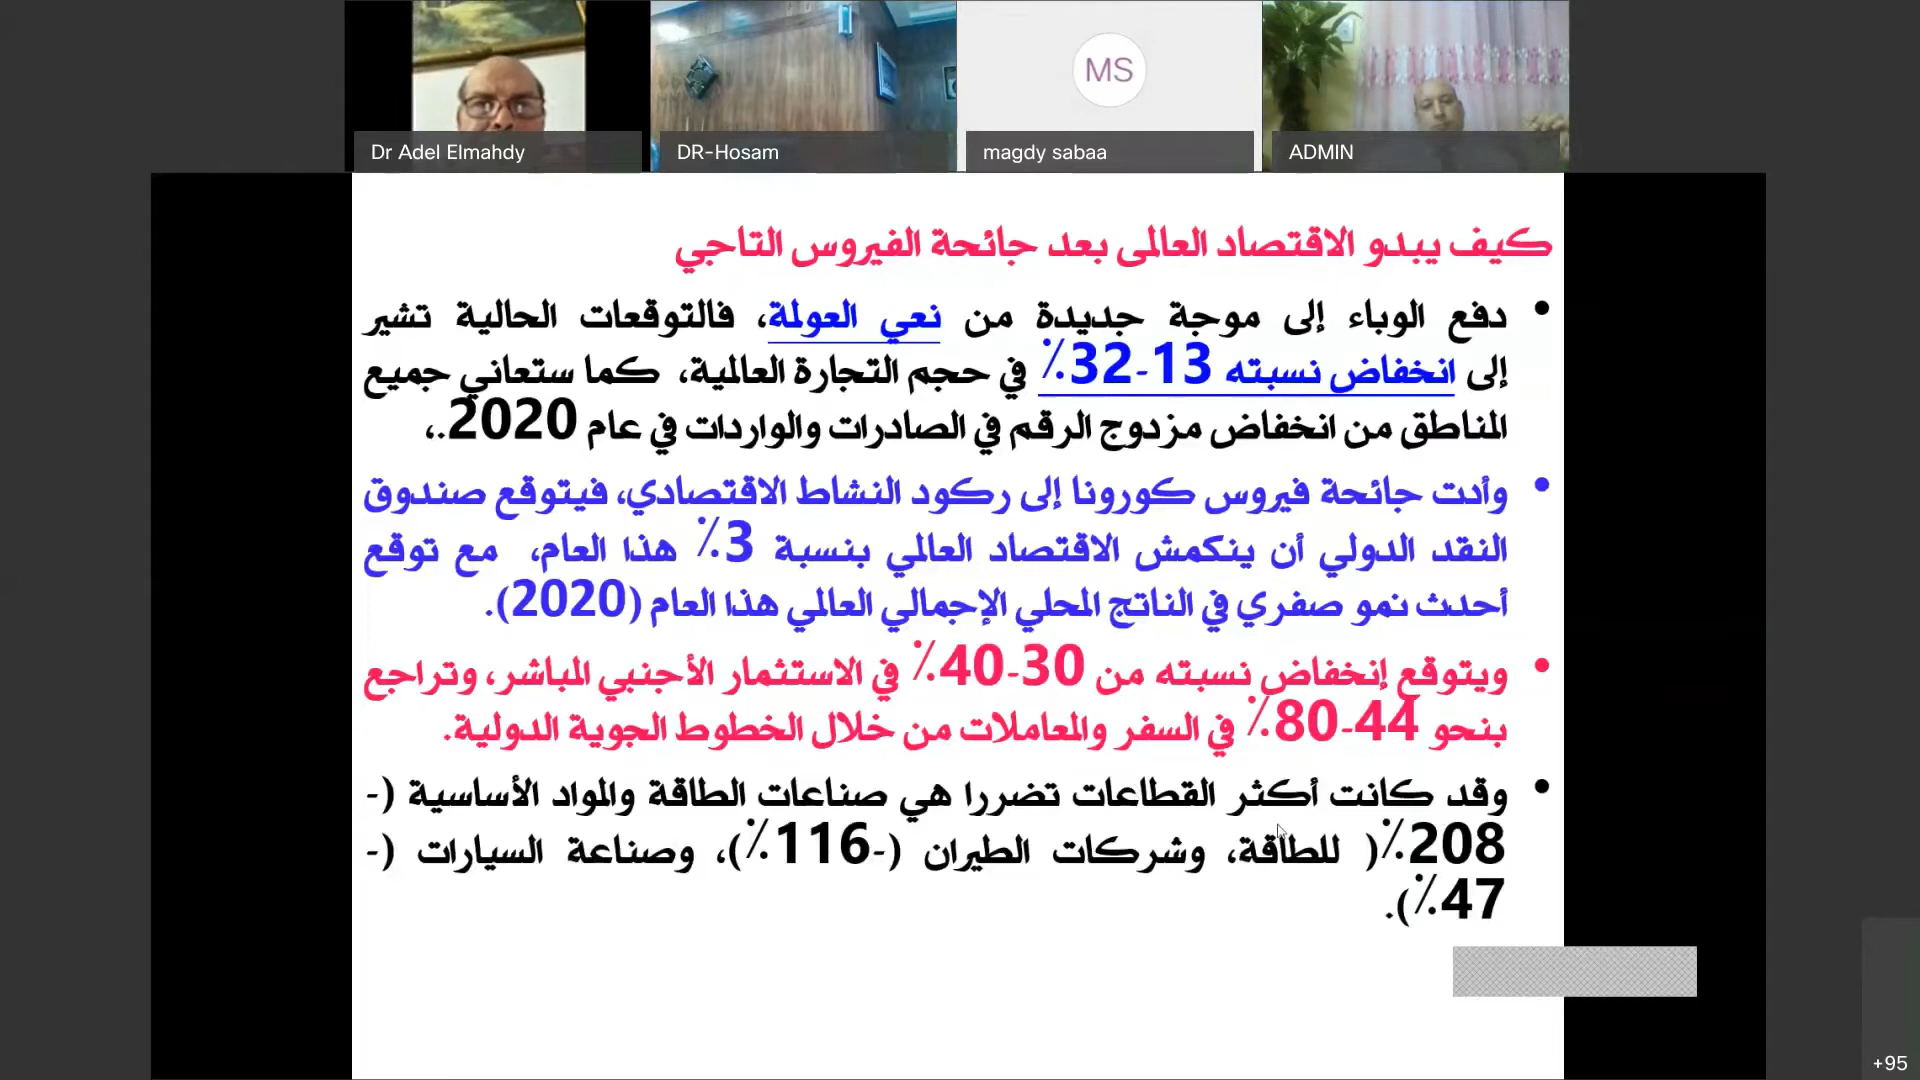 Dr Adel Elmahdy
DR-Hosam
MS
magdy sabaa
ADMIN
كيف يبدو الاقتصاد العالمى بعد جائحة الفيروس التاجي
• دفع الوباء إلى موجة جديدة من نعي العولمة، فالتوقعات الحالية تشير
إلى انخفاض نسبته 13-32٪ في حجم التجارة العالمية، كما ستعاني جميع
المناطق من انخفاض مزدوج الرقم في الصادرات والواردات في عام 2020.،
• وأدت جائحة فيروس كورونا إلى ركود النشاط الاقتصادي، فيتوقع صندوق
النقد الدولي أن ينكمش الاقتصاد العالمي بنسبة 3٪ هذا العام، مع توقع
أحدث نمو صفري في الناتج المحلي الإجمالي العالمي هذا العام (2020).
• ويتوقع إنخفاض نسبته من 30-40٪ في الاستثمار الأجنبي المباشر، وتراجع
بنحو 44-80٪ في السفر والمعاملات من خلال الخطوط الجوية الدولية.
• وقد كانت أكثر القطاعات تضررا هي صناعات الطاقة والمواد الأساسية (-
208٪( للطاقة، وشركات الطيران (-116٪)، وصناعة السيارات (-
47٪).
+95